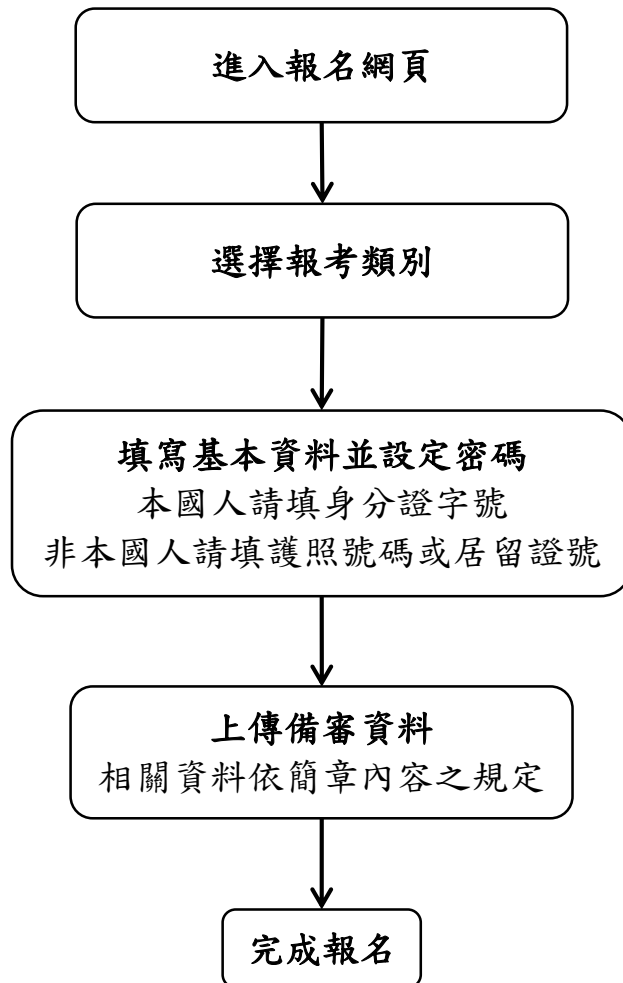 進入報名網頁
選擇報考類別
填寫基本資料並設定密碼
本國人請填身分證字號
非本國人請填護照號碼或居留證號
上傳備審資料
相關資料依簡章內容之規定
完成報名